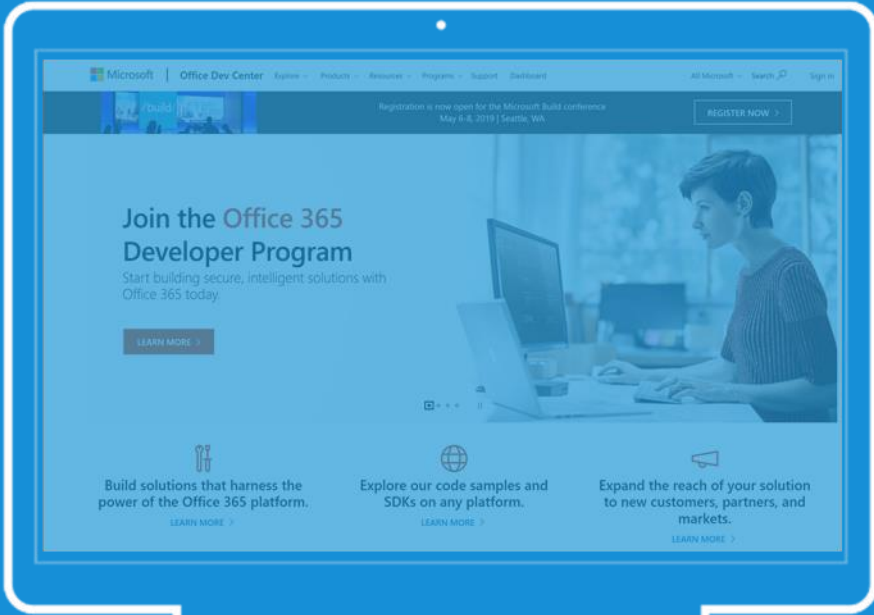 Microsoft | Office Dev Center Explore Products Resources Programs Support Dashboard All Microsoft Search Sign in
/build
Registration is now open for the Microsoft Build conference
May 6-8, 2019 | Seattle, WA
REGISTER NOW >
Join the Office 365
Developer Program
Start building secure, intelligent solutions with
Office 365 today.
LEARN MORE >
Build solutions that harness the
power of the Office 365 platform.
LEARN MORE >
Explore our code samples and
SDKs on any platform.
LEARN MORE >
Expand the reach of your solution
to new customers, partners, and
markets.
LEARN MORE >